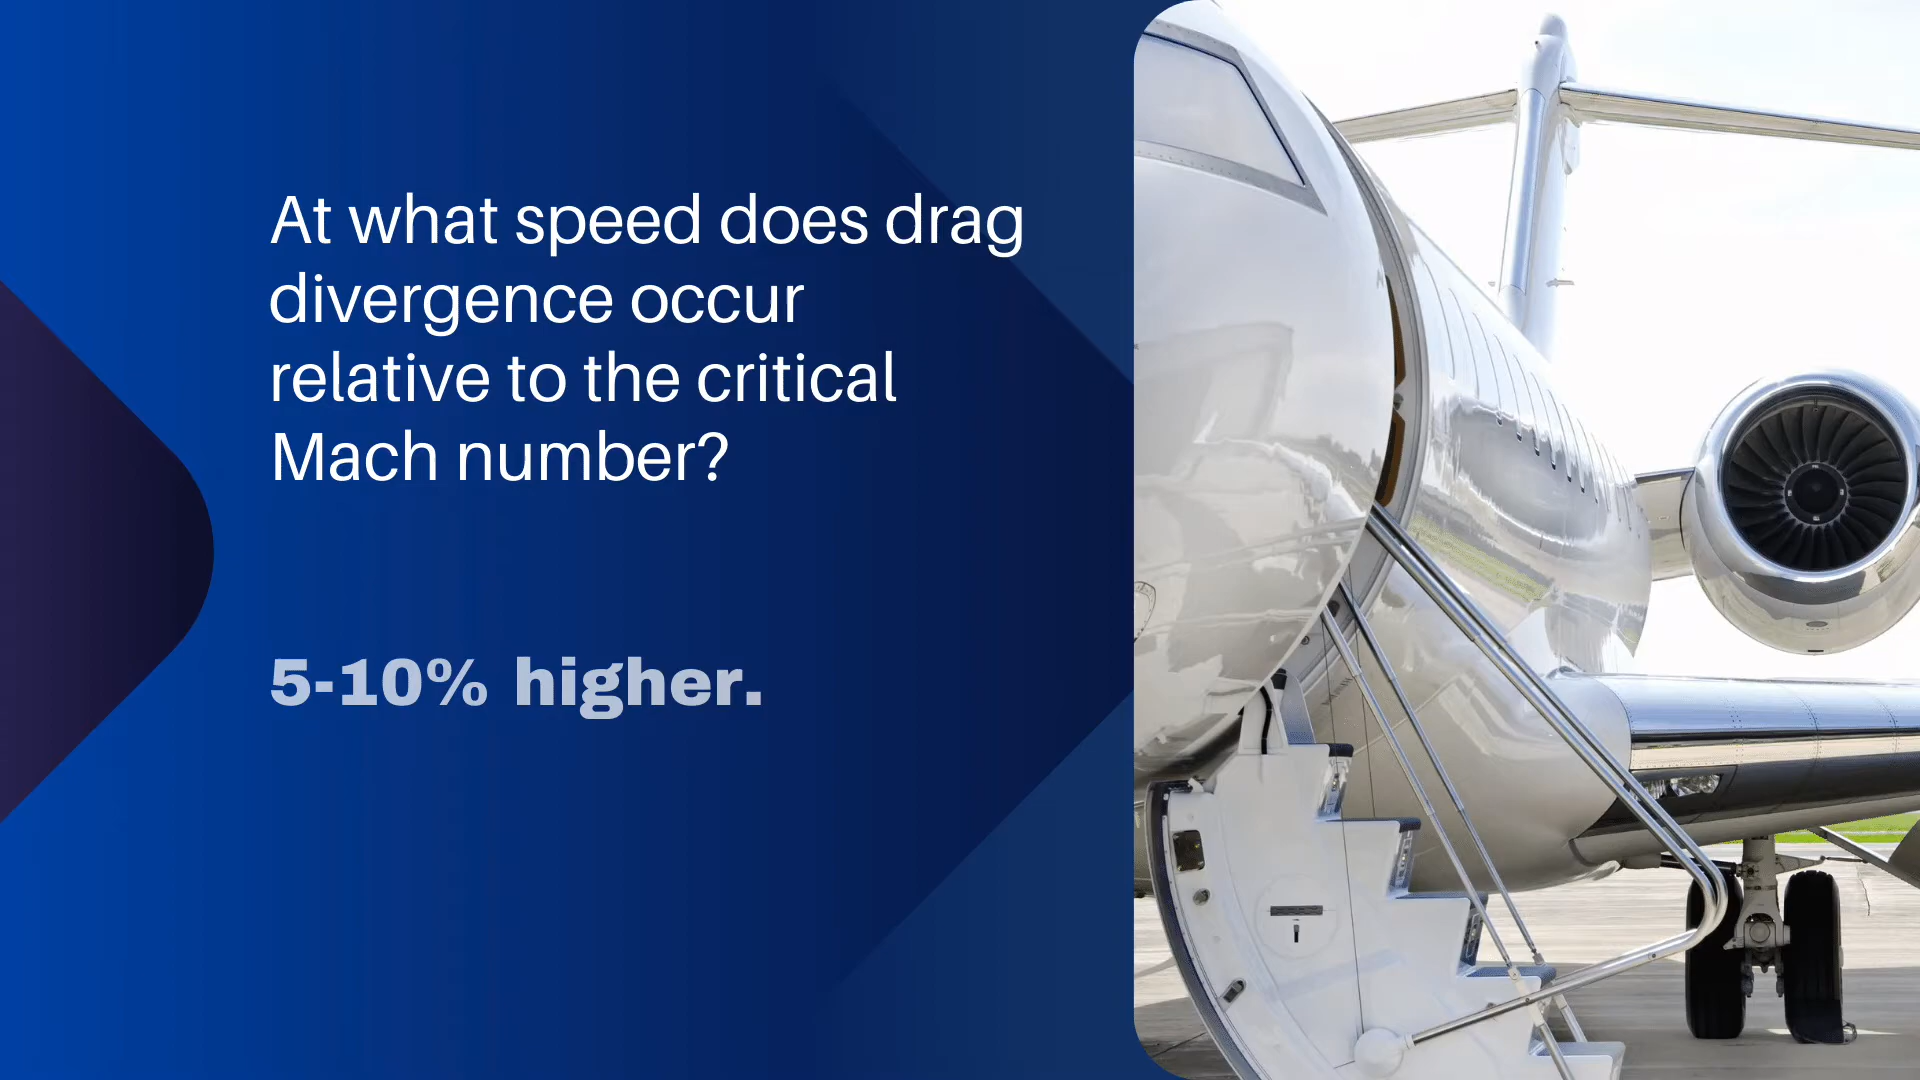 At what speed does drag
divergence occur
relative to the critical
Mach number?
5-10% higher.